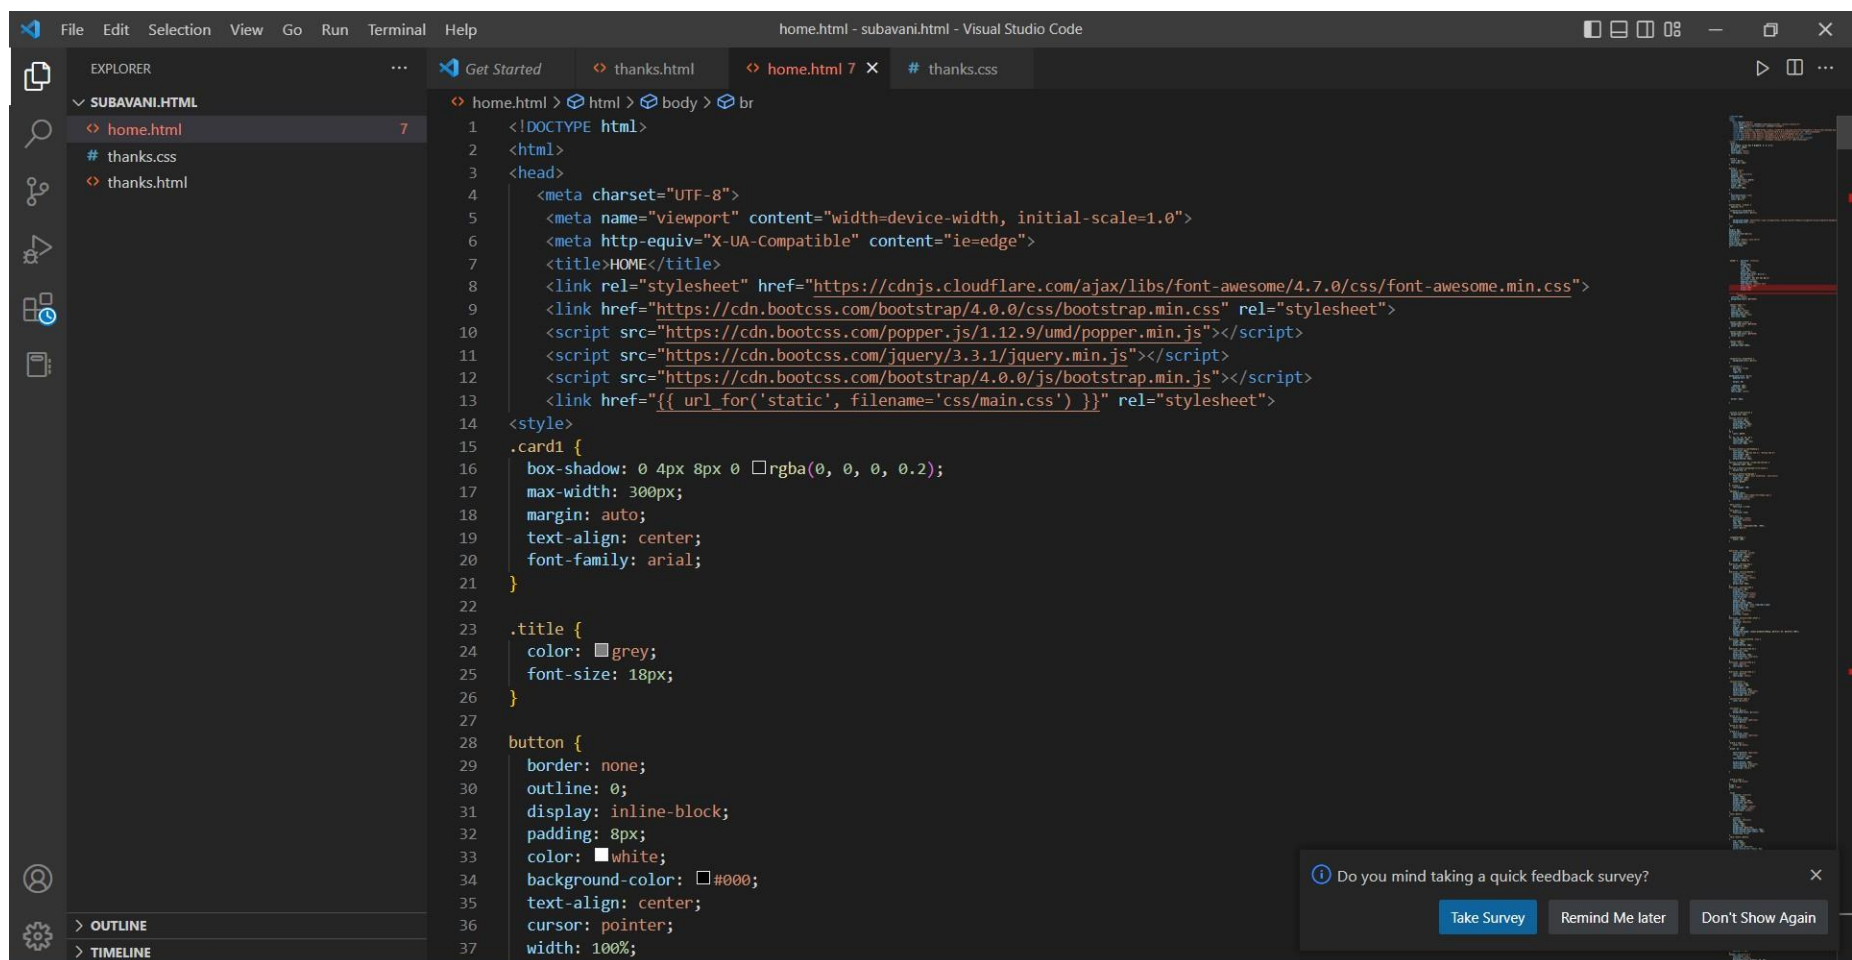 File Edit Selection View Go Run Terminal Help
home.html - subavani.html - Visual Studio Code
EXPLORER
SUBAVANI.HTML
home.html 7
# thanks.css
thanks.html
OUTLINE
TIMELINE
Get Started
thanks.html
home.html 7
# thanks.css
home.html > html > body > br
1 <!DOCTYPE html>
2 <html>
3 <head>
4 <meta charset="UTF-8">
5 <meta name="viewport" content="width=device-width, initial-scale=1.0">
6 <meta http-equiv="X-UA-Compatible" content="ie=edge">
7 <title>HOME</title>
8 <link rel="stylesheet" href="https://cdnjs.cloudflare.com/ajax/libs/font-awesome/4.7.0/css/font-awesome.min.css">
9 <link href="https://cdn.bootcss.com/bootstrap/4.0.0/css/bootstrap.min.css" rel="stylesheet">
10 <script src="https://cdn.bootcss.com/popper.js/1.12.9/umd/popper.min.js"></script>
11 <script src="https://cdn.bootcss.com/jquery/3.3.1/jquery.min.js"></script>
12 <script src="https://cdn.bootcss.com/bootstrap/4.0.0/js/bootstrap.min.js"></script>
13 <link href="{{ url_for('static', filename='css/main.css') }}" rel="stylesheet">
14 <style>
15 .card1 {
16 box-shadow: 0 4px 8px 0 rgba(0, 0, 0, 0.2);
17 max-width: 300px;
18 margin: auto;
19 text-align: center;
20 font-family: arial;
21 }
22
23 .title {
24 color: grey;
25 font-size: 18px;
26 }
27
28 button {
29 border: none;
30 outline: 0;
31 display: inline-block;
32 padding: 8px;
33 color: white;
34 background-color: #000;
35 text-align: center;
36 cursor: pointer;
37 width: 100%;
Do you mind taking a quick feedback survey?
Take Survey
Remind Me later
Don't Show Again